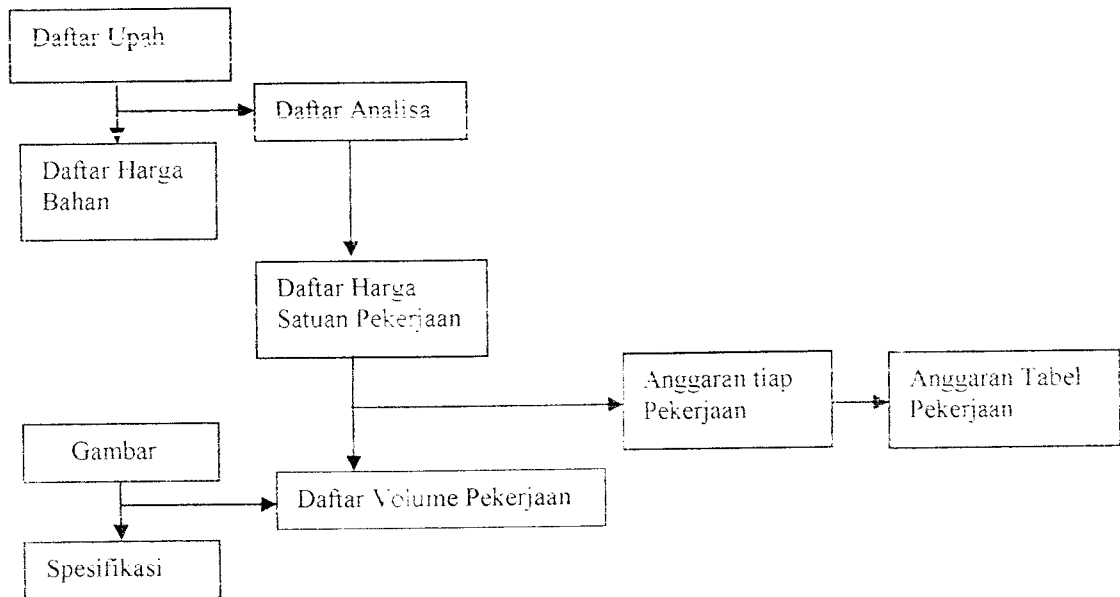 Daftar Upah
Daftar Analisa
Daftar Harga
Bahan
Daftar Harga
Satuan Pekerjaan
Anggaran tiap
Pekerjaan
Anggaran Tabel
Pekerjaan
Gambar
Daftar Volume Pekerjaan
Spesifikasi